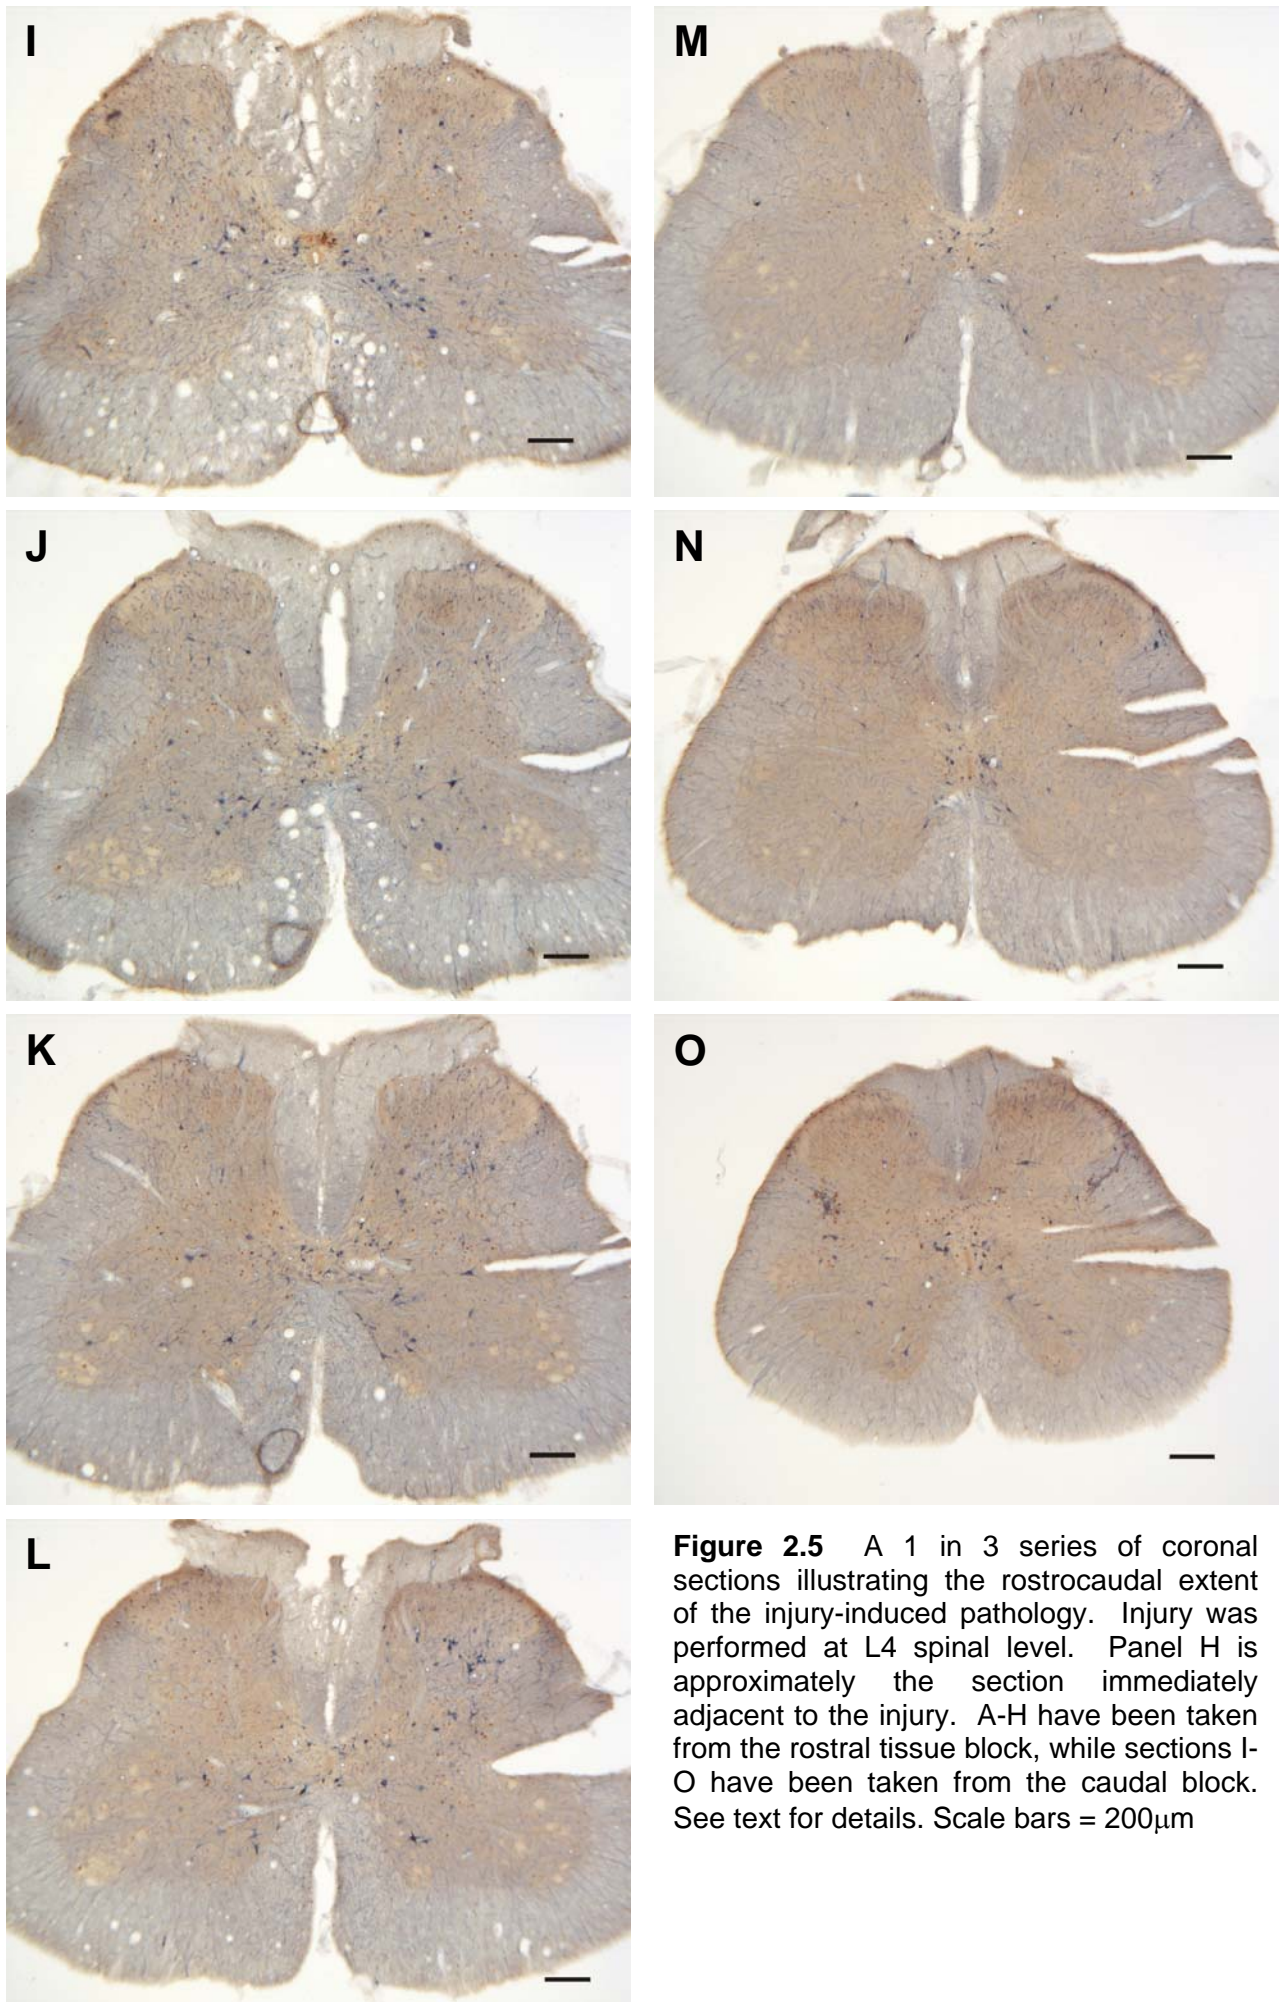 I
M
J
N
K
O
L
Figure 2.5 A 1 in 3 series of coronal
sections illustrating the rostrocaudal extent
of the injury-induced pathology. Injury was
performed at L4 spinal level. Panel H is
approximately the section immediately
adjacent to the injury. A-H have been taken
from the rostral tissue block, while sections I-
O have been taken from the caudal block.
See text for details. Scale bars = 200μm